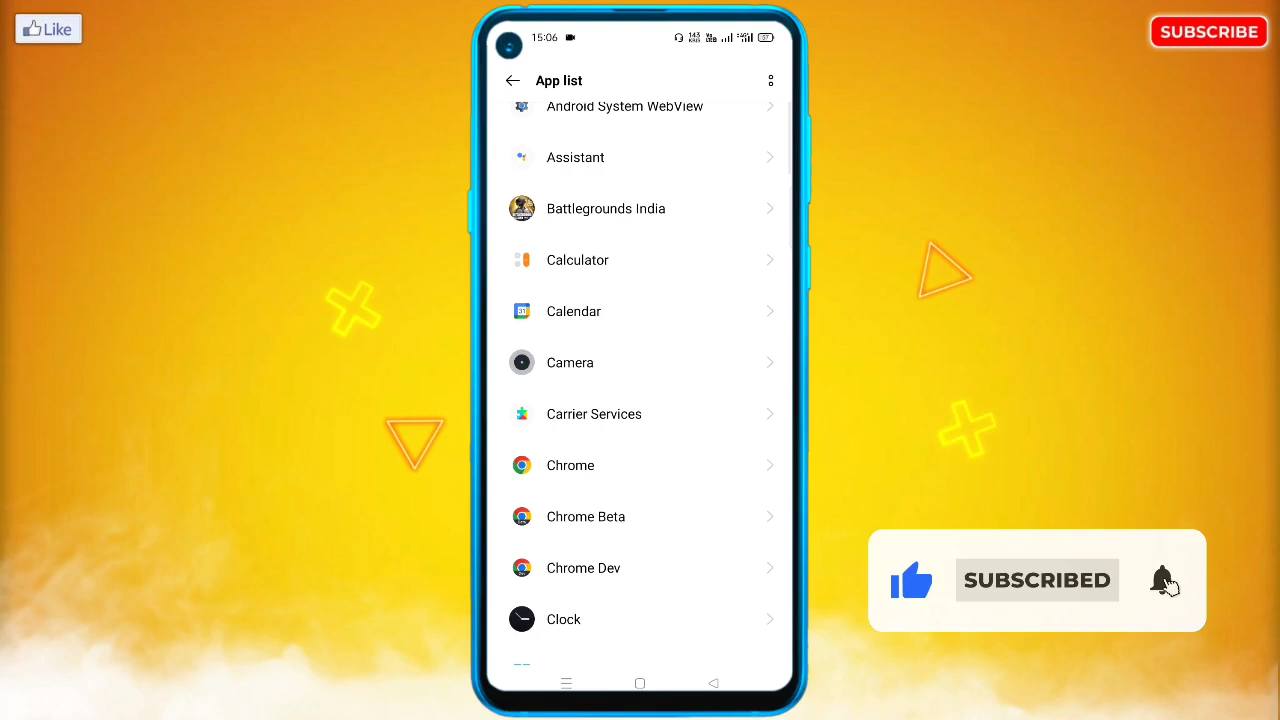 Like
SUBSCRIBE
15:06
App list
Android System WebView
Assistant
Battlegrounds India
Calculator
Calendar
Camera
Carrier Services
Chrome
Chrome Beta
Chrome Dev
Clock
SUBSCRIBED